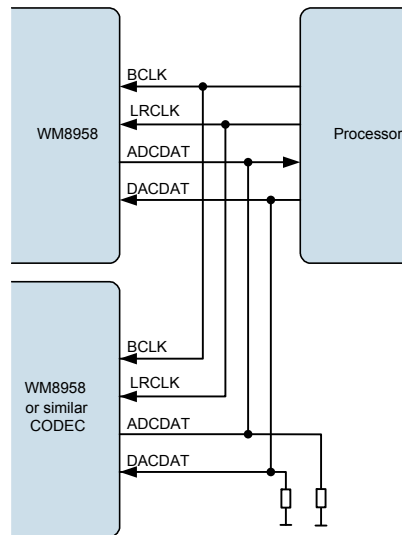 BCLK
LRCLK
WM8958
Processor
ADCDAT
DACDAT
BCLK
LRCLK
WM8958
or similar
CODEC
ADCDAT
DACDAT